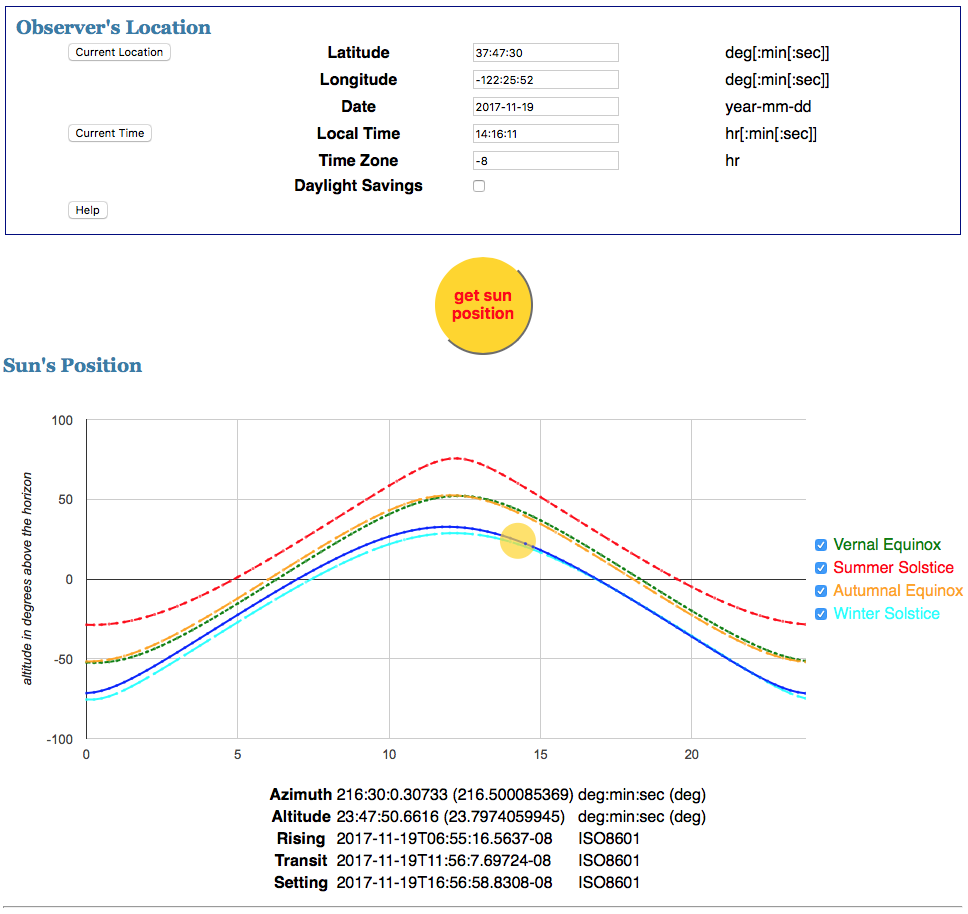 Observer's Location
Current Location Latitude 37:47:30 deg[:min[:sec]]
Longitude -122:25:52 deg[:min[:sec]]
Date 2017-11-19 year-mm-dd
Current Time Local Time 14:16:11 hr[:min[:sec]]
Time Zone -8 hr
Daylight Savings
Help
get sun
position
Sun's Position
altitude in degrees above the horizon
100
50
0
-50
-100
0 5 10 15 20
Vernal Equinox
Summer Solstice
Autumnal Equinox
Winter Solstice
Azimuth 216:30:0.30733 (216.500085369) deg:min:sec (deg)
Altitude 23:47:50.6616 (23.7974059945) deg:min:sec (deg)
Rising 2017-11-19T06:55:16.5637-08 ISO8601
Transit 2017-11-19T11:56:7.69724-08 ISO8601
Setting 2017-11-19T16:56:58.8308-08 ISO8601